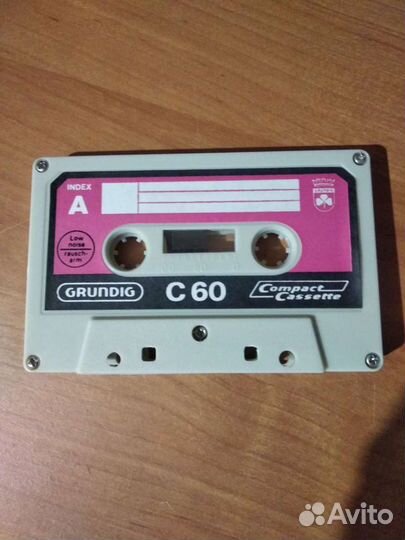 INDEX
A
Low
noise
rausch-
arm
GRUNDIG
C 60
Compact
Cassette
Avito